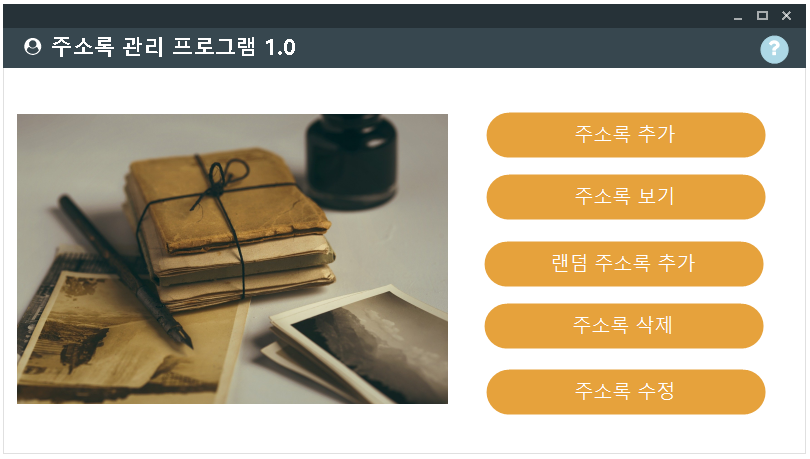 주소록 관리 프로그램 1.0
?
주소록 추가
주소록 보기
랜덤 주소록 추가
주소록 삭제
주소록 수정